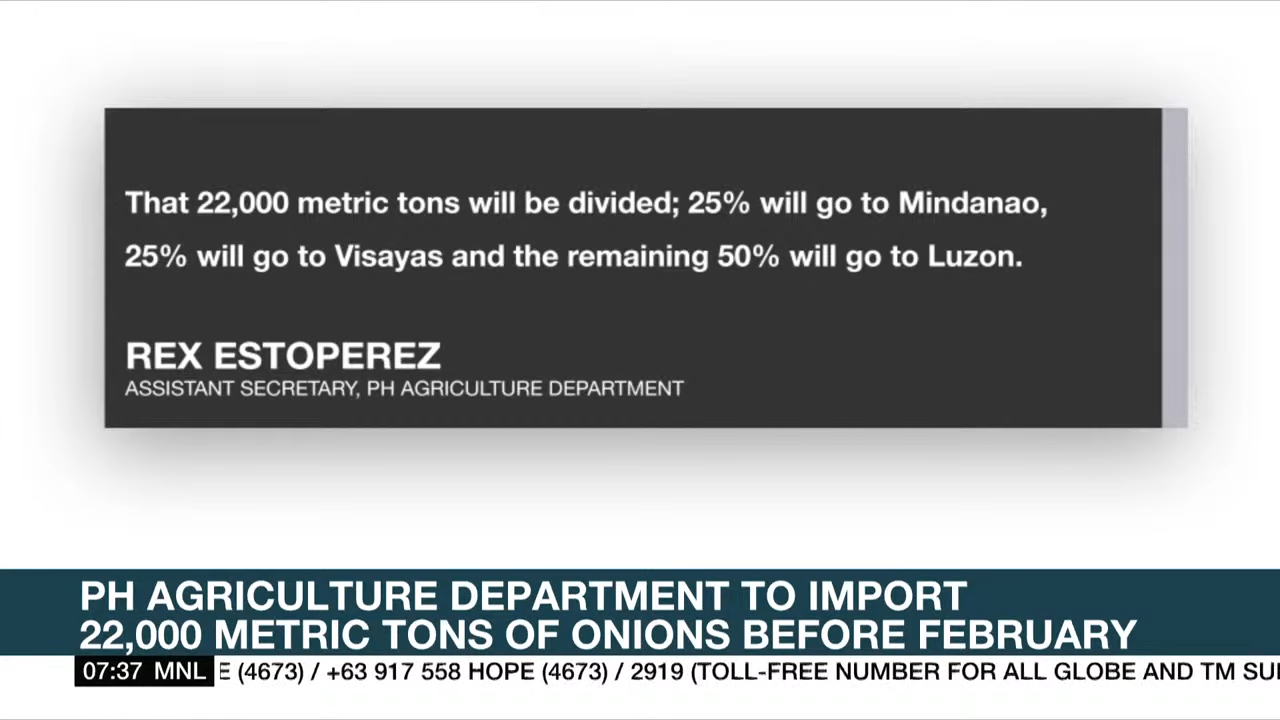 That 22,000 metric tons will be divided; 25% will go to Mindanao,
25% will go to Visayas and the remaining 50% will go to Luzon.
REX ESTOPEREZ
ASSISTANT SECRETARY, PH AGRICULTURE DEPARTMENT
PH AGRICULTURE DEPARTMENT TO IMPORT
22,000 METRIC TONS OF ONIONS BEFORE FEBRUARY
07:37 MNL E (4673) / +63 917 558 HOPE (4673) / 2919 (TOLL-FREE NUMBER FOR ALL GLOBE AND TM